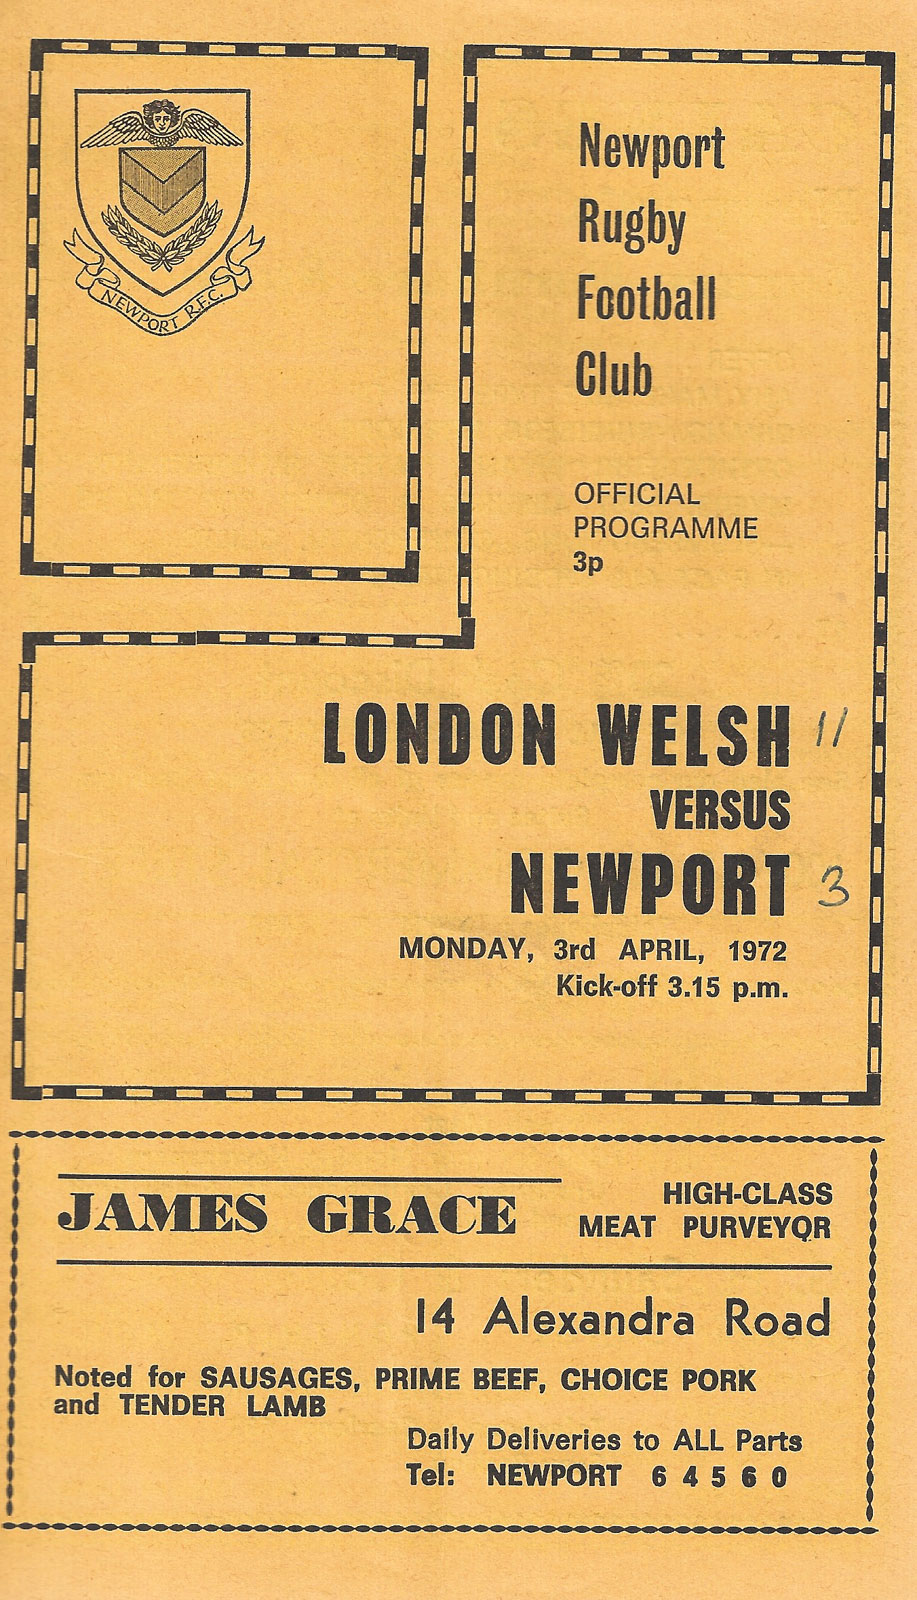 NEWPORT R.F.C.
Newport
Rugby
Football
Club
OFFICIAL
PROGRAMME
3p
LONDON WELSH 11
VERSUS
NEWPORT 3
MONDAY, 3rd APRIL, 1972
Kick-off 3.15 p.m.
JAMES GRACE
HIGH-CLASS
MEAT PURVEYOR
14 Alexandra Road
Noted for SAUSAGES, PRIME BEEF, CHOICE PORK
and TENDER LAMB
Daily Deliveries to ALL Parts
Tel: NEWPORT 6 4 5 6 0